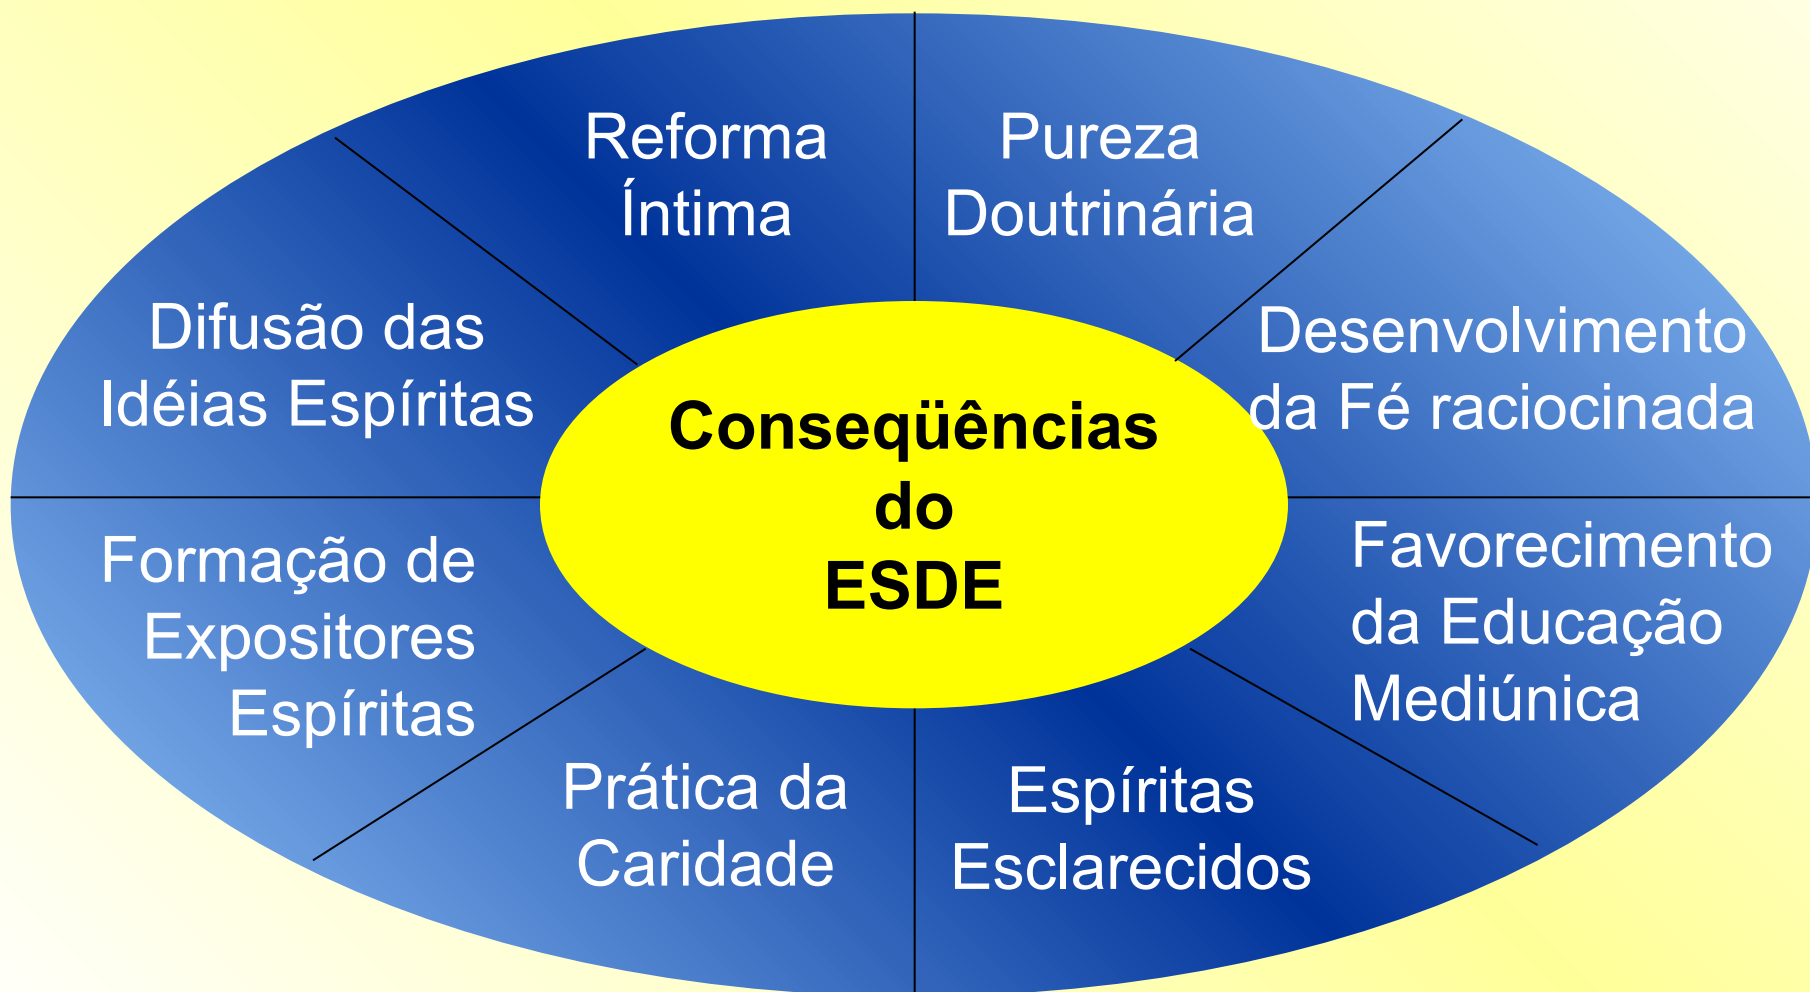 Reforma
Íntima
Pureza
Doutrinária
Difusão das
Idéias Espíritas
Desenvolvimento
da Fé raciocinada
Conseqüências
do
ESDE
Formação de
Expositores
Espíritas
Favorecimento
da Educação
Mediúnica
Prática da
Caridade
Espíritas
Esclarecidos